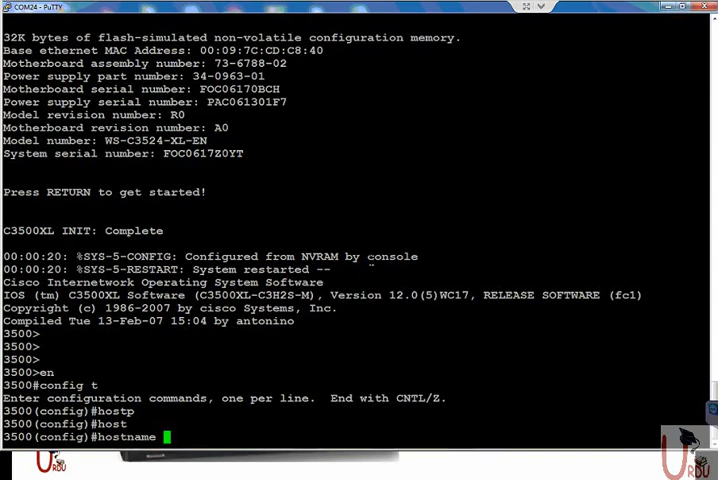 COM24 - PuTTY
32K bytes of flash-simulated non-volatile configuration memory.
Base ethernet MAC Address: 00:09:7C:CD:C8:40
Motherboard assembly number: 73-6788-02
Power supply part number: 34-0963-01
Motherboard serial number: FOC06170BCH
Power supply serial number: PAC061301F7
Model revision number: R0
Motherboard revision number: A0
Model number: WS-C3524-XL-EN
System serial number: FOC0617Z0YT
Press RETURN to get started!
C3500XL INIT: Complete
00:00:20: %SYS-5-CONFIG: Configured from NVRAM by console
00:00:20: %SYS-5-RESTART: System restarted --
Cisco Internetwork Operating System Software
IOS (tm) C3500XL Software (C3500XL-C3H2S-M), Version 12.0(5)WC17, RELEASE SOFTWARE (fc1)
Copyright (c) 1986-2007 by cisco Systems, Inc.
Compiled Tue 13-Feb-07 15:04 by antonino
3500>
3500>
3500>
3500>en
3500#config t
Enter configuration commands, one per line.  End with CNTL/Z.
3500(config)#hostp
3500(config)#host
3500(config)#hostname
URDU
URDU